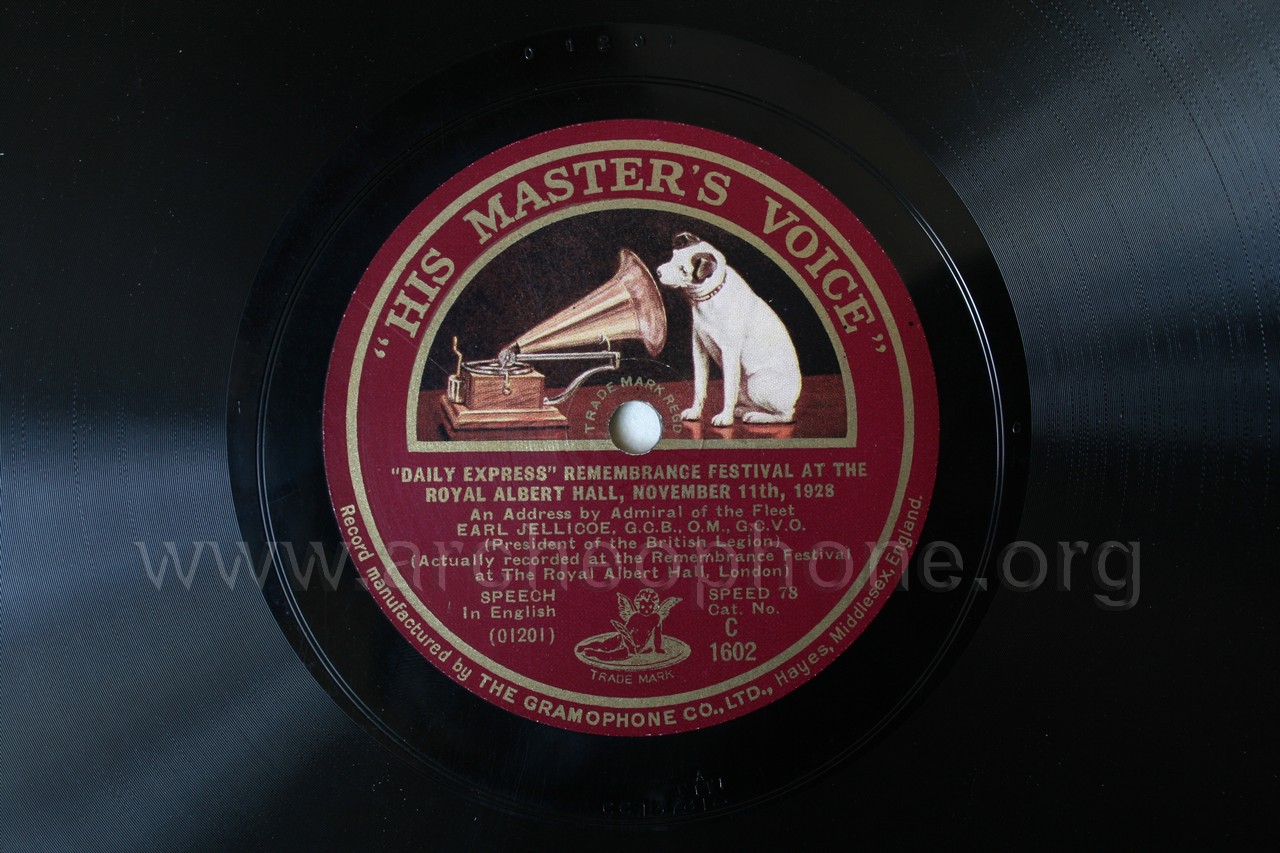 01201
"HIS MASTER'S VOICE"
TRADE MARK REGD
"DAILY EXPRESS" REMEMBRANCE FESTIVAL AT THE
ROYAL ALBERT HALL, NOVEMBER 11th, 1928
An Address by Admiral of the Fleet
EARL JELLICOE, G.C.B., O.M., G.C.V.O.
(President of the British Legion)
(Actually recorded at the Remembrance Festival
at The Royal Albert Hall, London)
SPEECH
In English
(01201)
SPEED 78
Cat. No.
C
1602
TRADE MARK
Record manufactured by THE GRAMOPHONE CO., LTD., Hayes, Middlesex, England.
www.archeophone.org